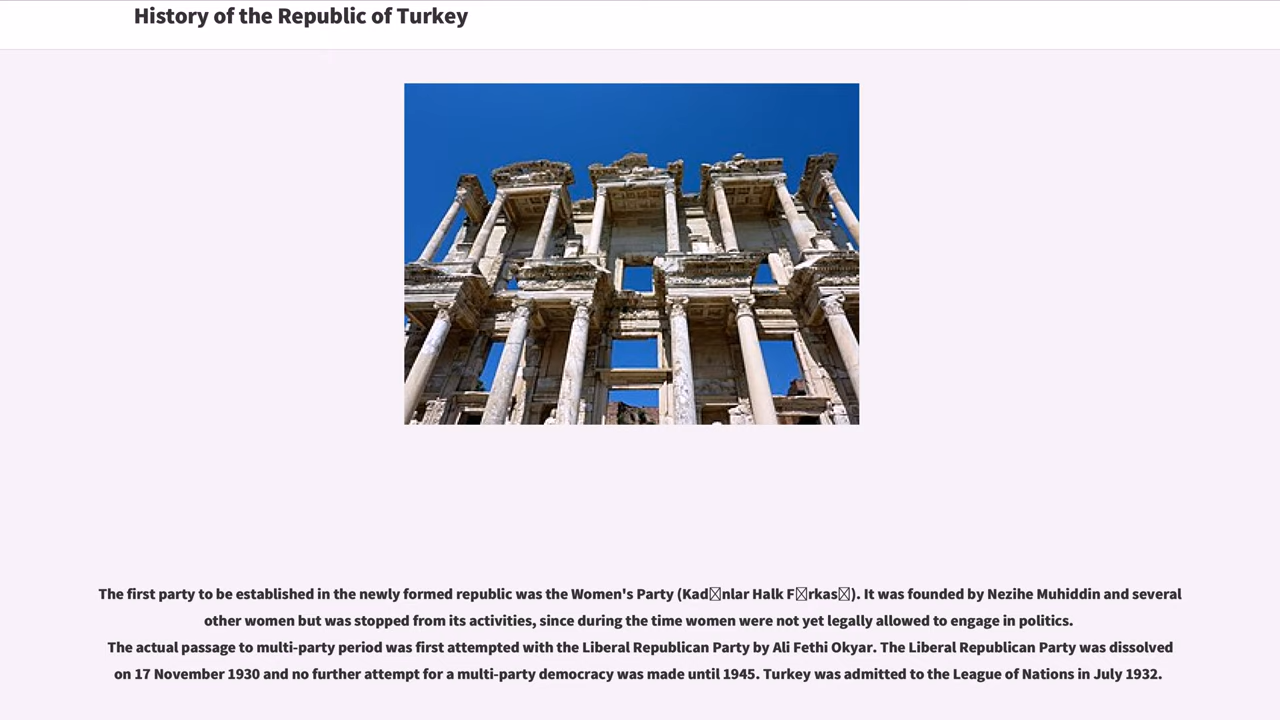 History of the Republic of Turkey
The first party to be established in the newly formed republic was the Women's Party (Kad☒nlar Halk F☒rkas☒). It was founded by Nezihe Muhiddin and several
other women but was stopped from its activities, since during the time women were not yet legally allowed to engage in politics.
The actual passage to multi-party period was first attempted with the Liberal Republican Party by Ali Fethi Okyar. The Liberal Republican Party was dissolved
on 17 November 1930 and no further attempt for a multi-party democracy was made until 1945. Turkey was admitted to the League of Nations in July 1932.